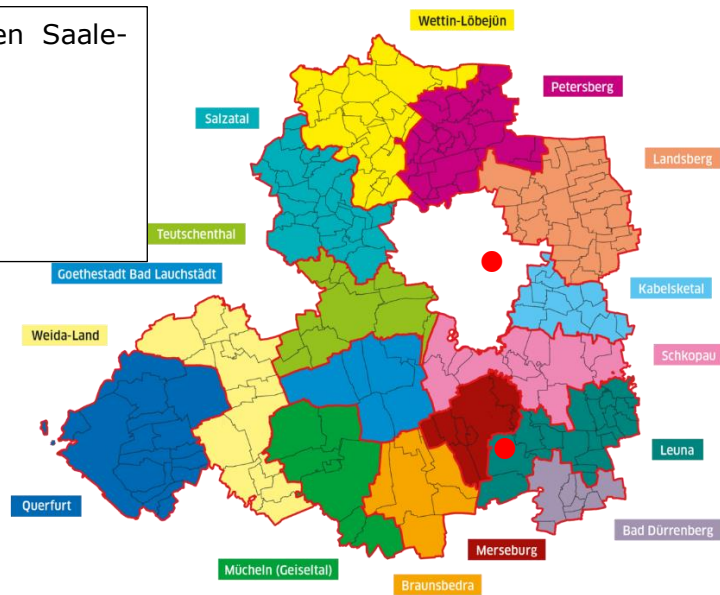 en Saale-
Wettin-Löbejün
Petersberg
Salzatal
Landsberg
Teutschenthal
Goethestadt Bad Lauchstädt
Kabelsketal
Weida-Land
Schkopau
Leuna
Querfurt
Bad Dürrenberg
Merseburg
Mücheln (Geiseltal)
Braunsbedra